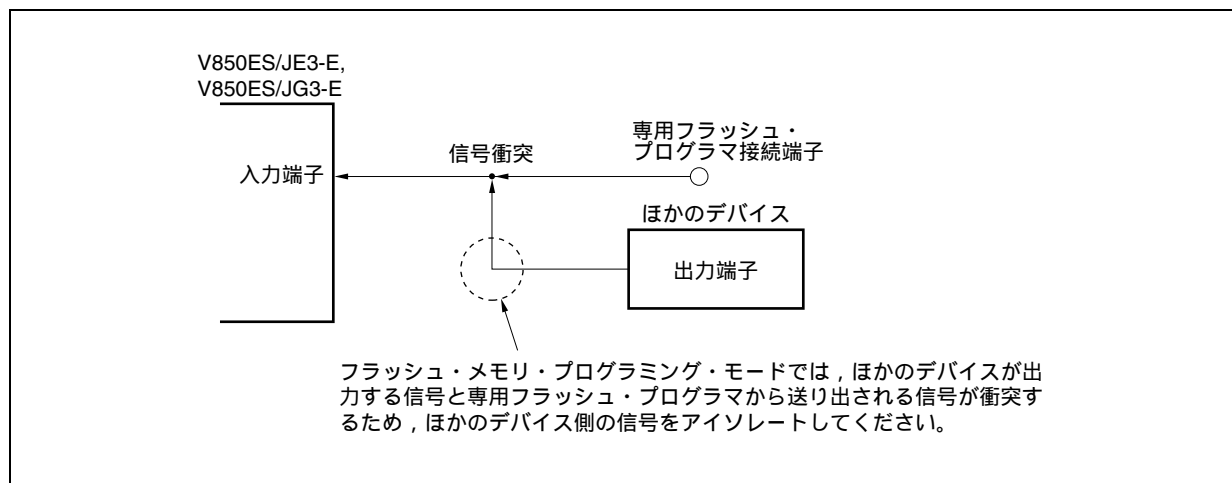 V850ES/JE3-E,
V850ES/JG3-E
入力端子
信号衝突
専用フラッシュ・
プログラマ接続端子
ほかのデバイス
出力端子
フラッシュ・メモリ・プログラミング・モードでは，ほかのデバイスが出
力する信号と専用フラッシュ・プログラマから送り出される信号が衝突す
るため，ほかのデバイス側の信号をアイソレートしてください。